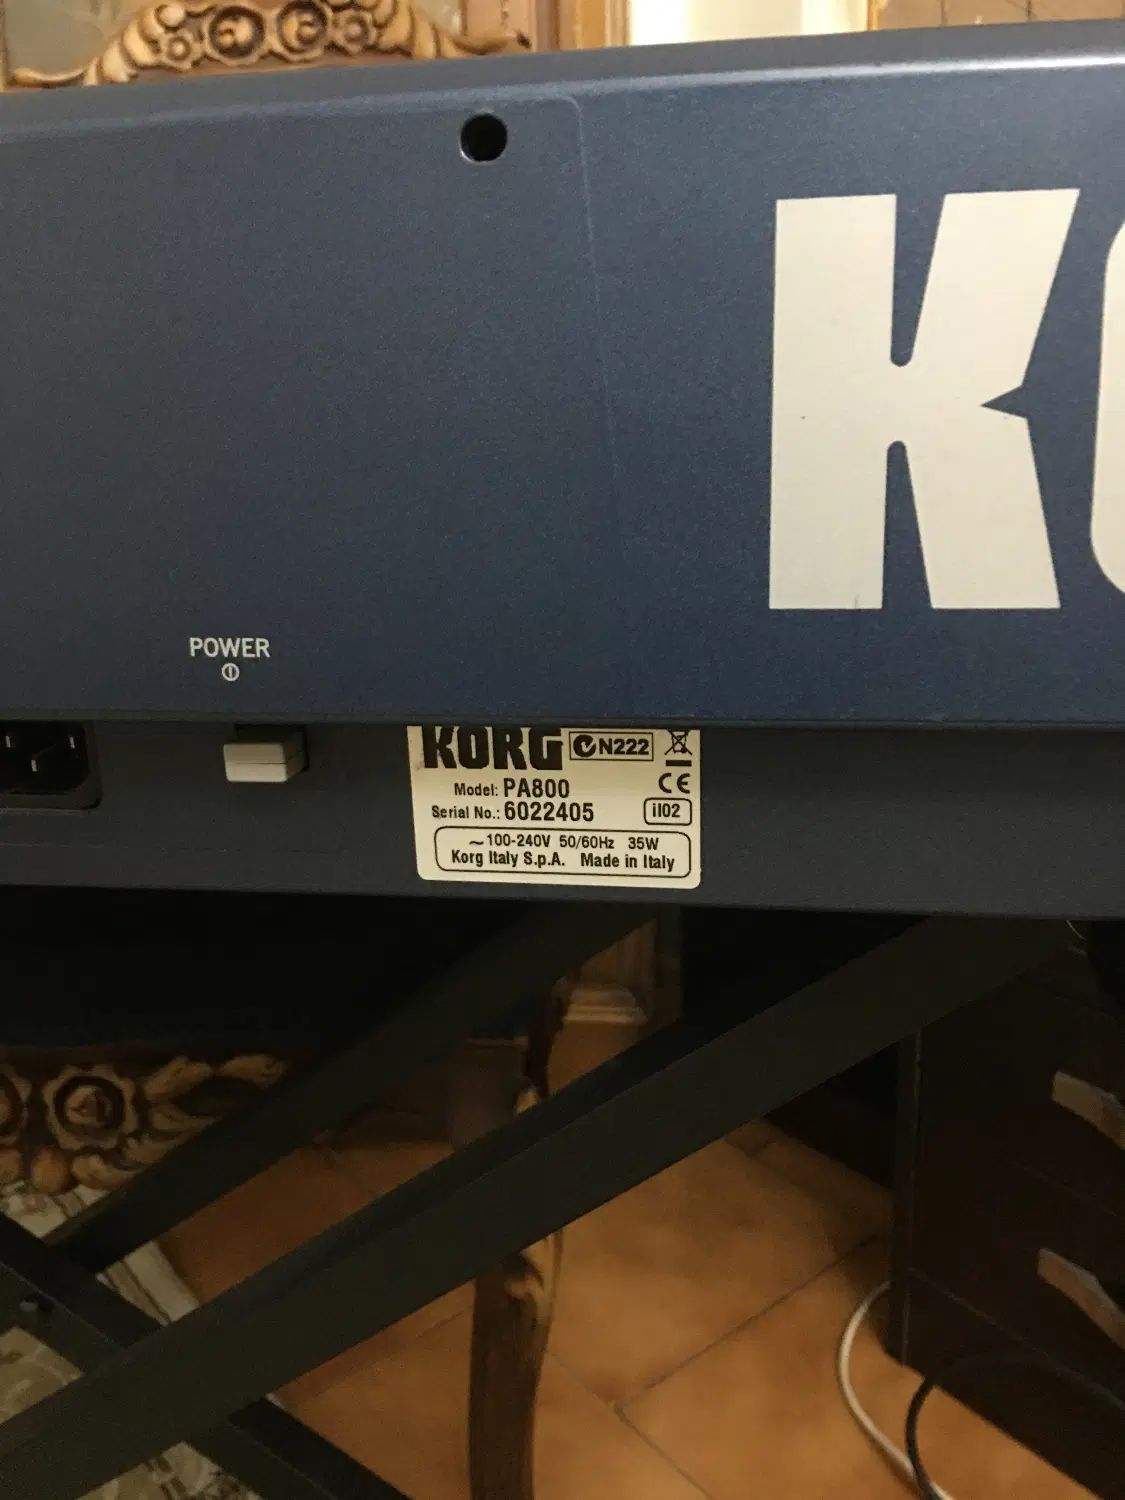 KO
POWER
KORG N222
CE
Model: PA800
Serial No.: 6022405
il02
~100-240V 50/60Hz 35W
Korg Italy S.p.A. Made in Italy